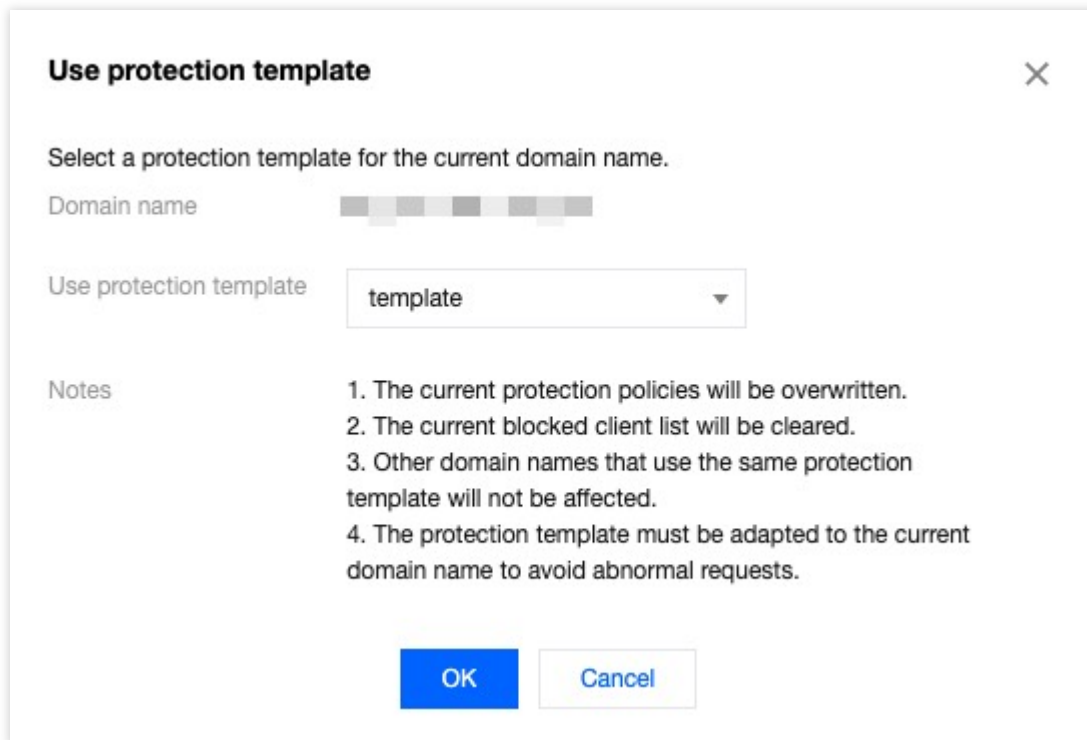 Use protection template
Select a protection template for the current domain name.
Domain name
Use protection template
template
Notes
1. The current protection policies will be overwritten.
2. The current blocked client list will be cleared.
3. Other domain names that use the same protection
template will not be affected.
4. The protection template must be adapted to the current
domain name to avoid abnormal requests.
OK
Cancel